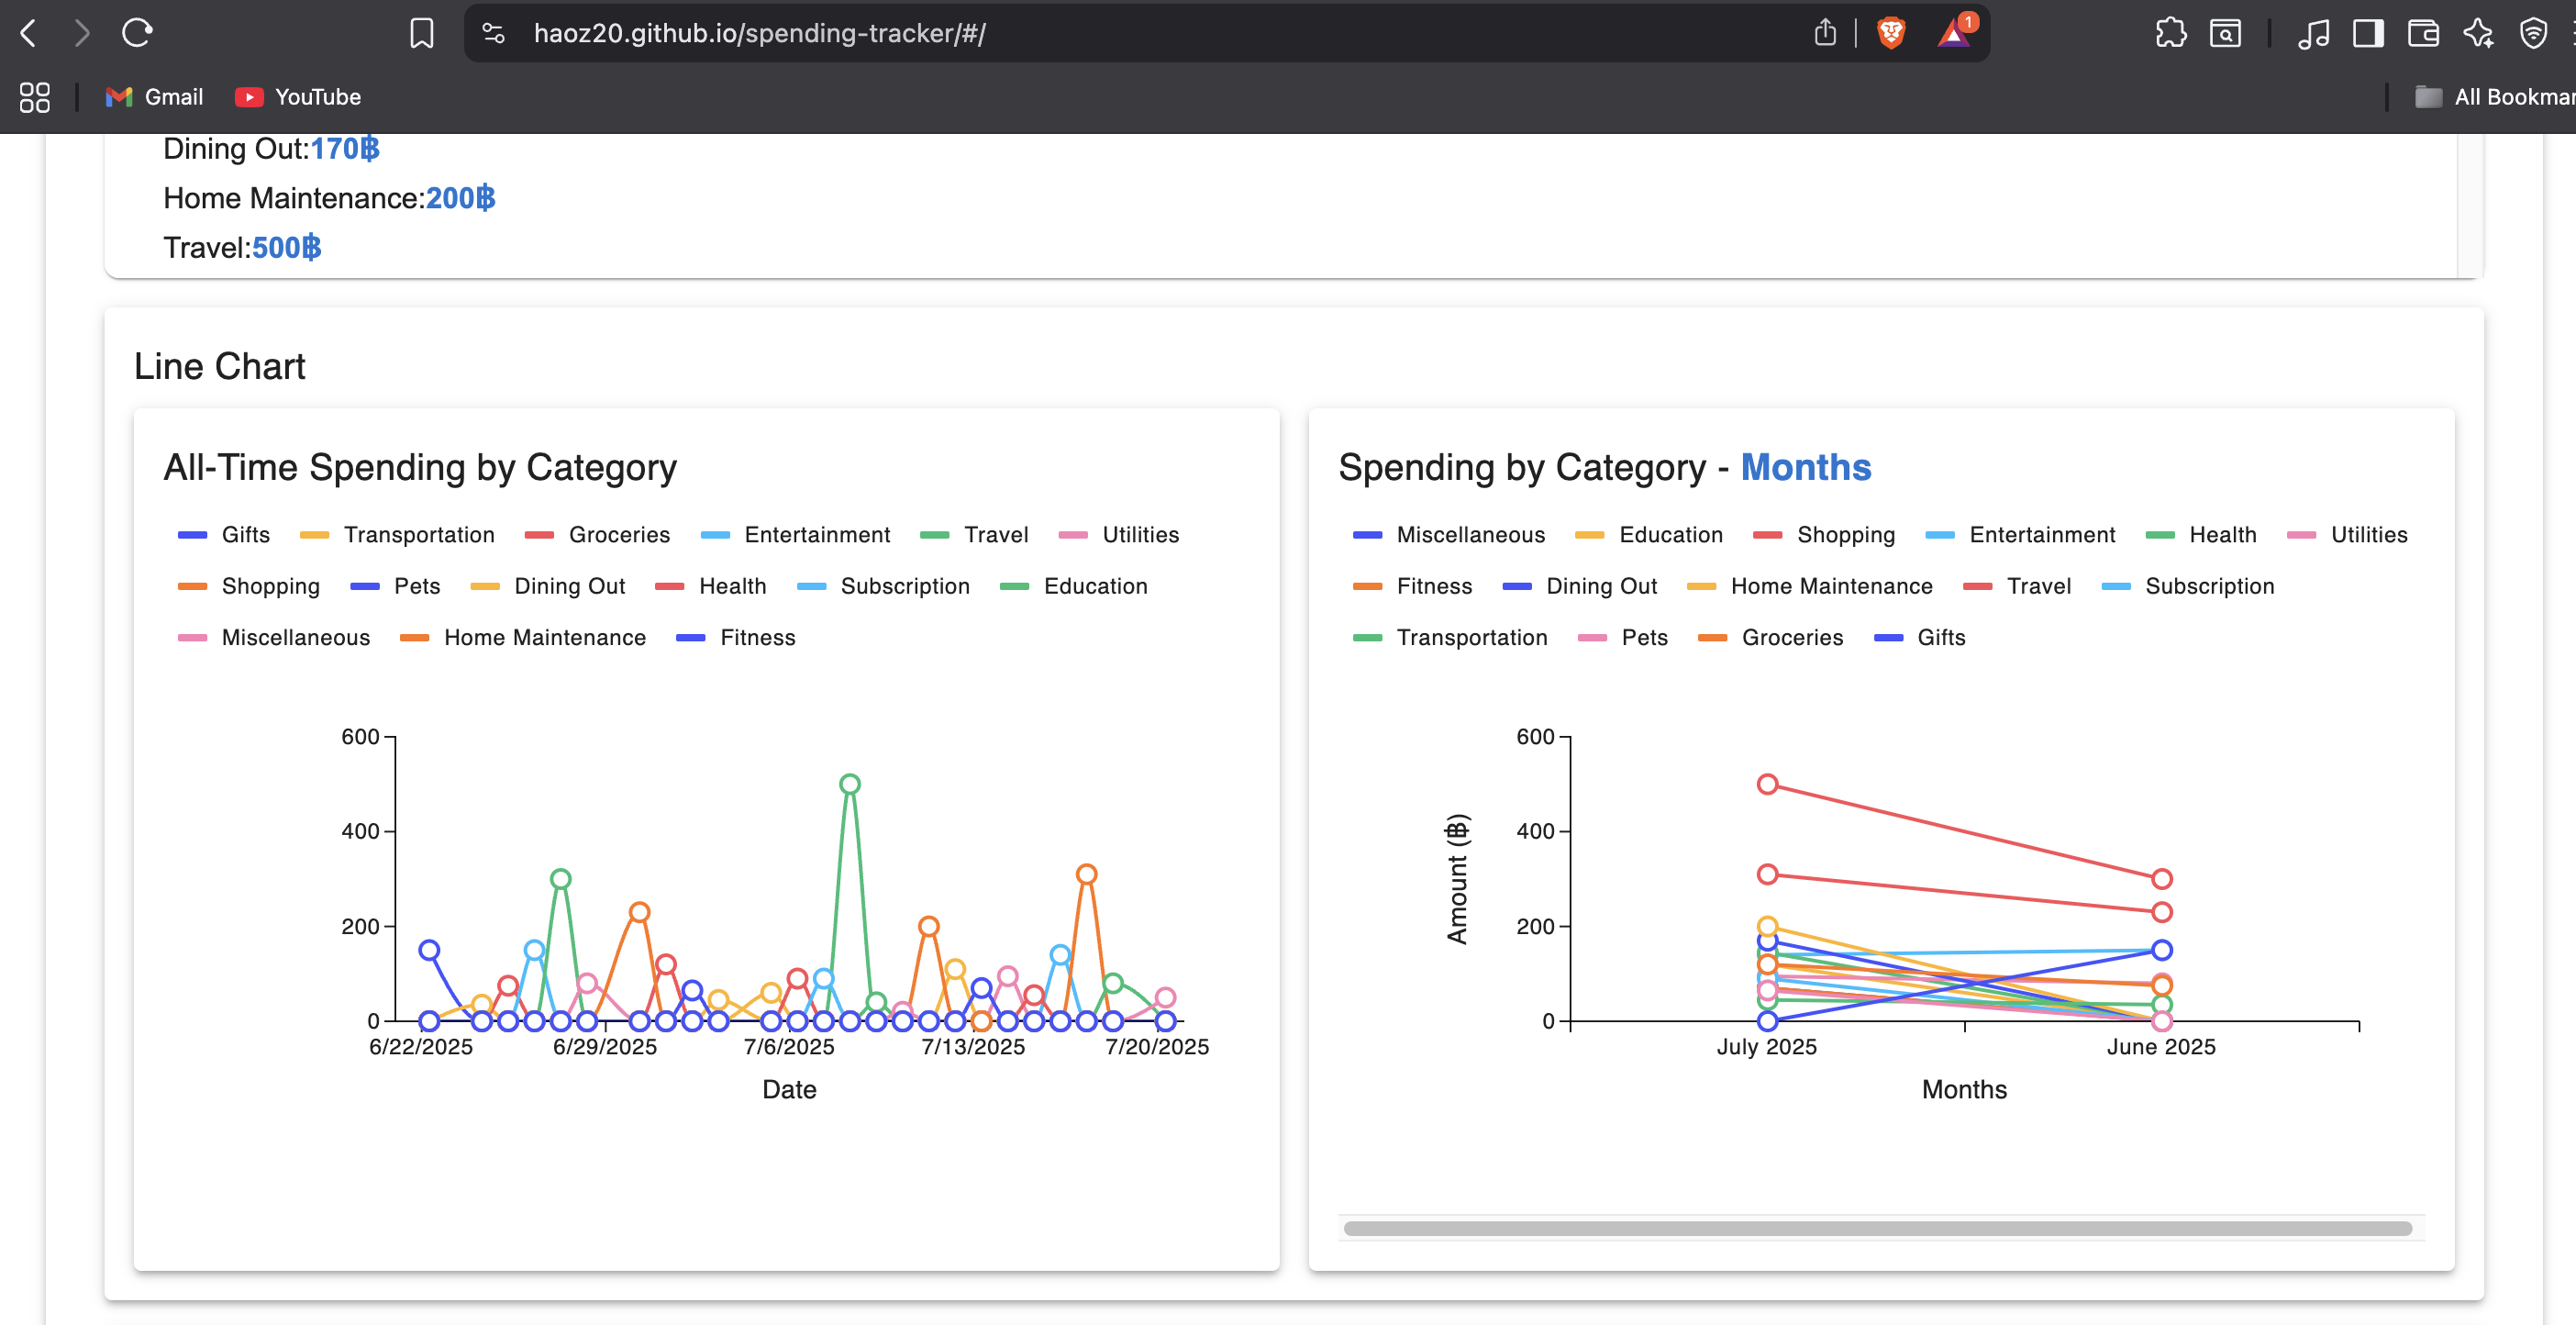 haoz20.github.io/spending-tracker/#/
1
Gmail YouTube All Bookmar
Dining Out:170฿
Home Maintenance:200฿
Travel:500฿
Line Chart
All-Time Spending by Category
Gifts Transportation Groceries Entertainment Travel Utilities
Shopping Pets Dining Out Health Subscription Education
Miscellaneous Home Maintenance Fitness
600
400
200
0
6/22/2025 6/29/2025 7/6/2025 7/13/2025 7/20/2025
Date
Spending by Category - Months
Miscellaneous Education Shopping Entertainment Health Utilities
Fitness Dining Out Home Maintenance Travel Subscription
Transportation Pets Groceries Gifts
600
400
200
0
Amount (฿)
July 2025 June 2025
Months